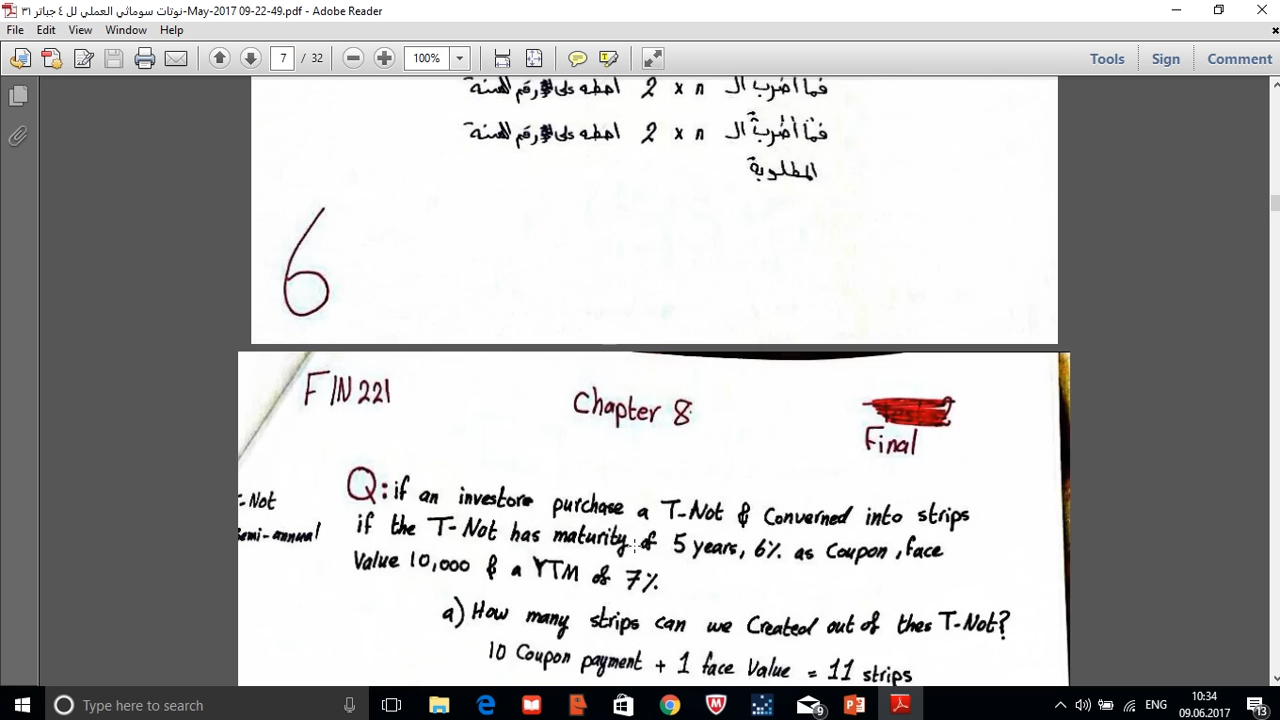 نوتات سوماثي العملي لل ٤ جباتر ٣١-May-2017 09-22-49.pdf - Adobe Reader
File Edit View Window Help
7 / 32 100% Tools Sign Comment
فما أضرب ال n × 2 احطه على رقم السنة
فما أضرب ال n × 2 احطه على رقم السنة
المطلوبة
6
FIN 221
Chapter 8
Final
Q: if an investore purchase a T-Not & Converned into strips
T-Not
if the T-Not has maturity of 5 years, 6% as Coupon, face
semi-annual
Value 10,000 & a YTM of 7%
a) How many strips can we Created out of thes T-Not?
10 Coupon payment + 1 face Value = 11 strips
Type here to search
9
ENG
10:34
09.06.2017
13